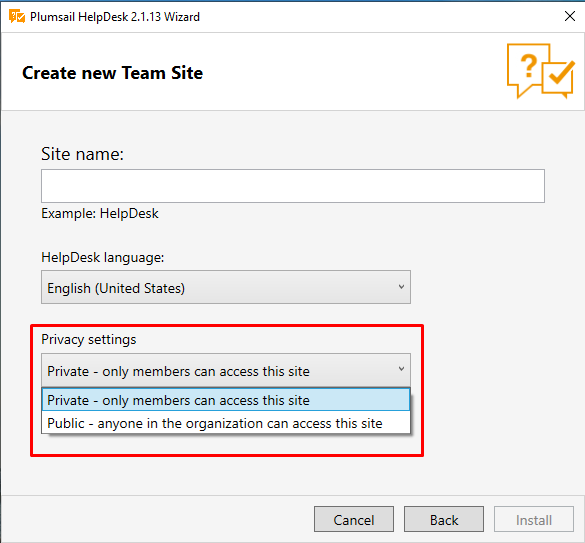 Plumsail HelpDesk 2.1.13 Wizard
Create new Team Site
?
Site name:
Example: HelpDesk
HelpDesk language:
English (United States)
Privacy settings
Private - only members can access this site
Private - only members can access this site
Public - anyone in the organization can access this site
Cancel
Back
Install